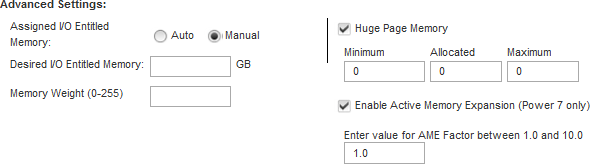 Advanced Settings:
Assigned I/O Entitled
Memory:
Auto
Manual
Desired I/O Entitled Memory:
GB
Memory Weight (0-255)
Huge Page Memory
Minimum Allocated Maximum
0 0 0
Enable Active Memory Expansion (Power 7 only)
Enter value for AME Factor between 1.0 and 10.0
1.0